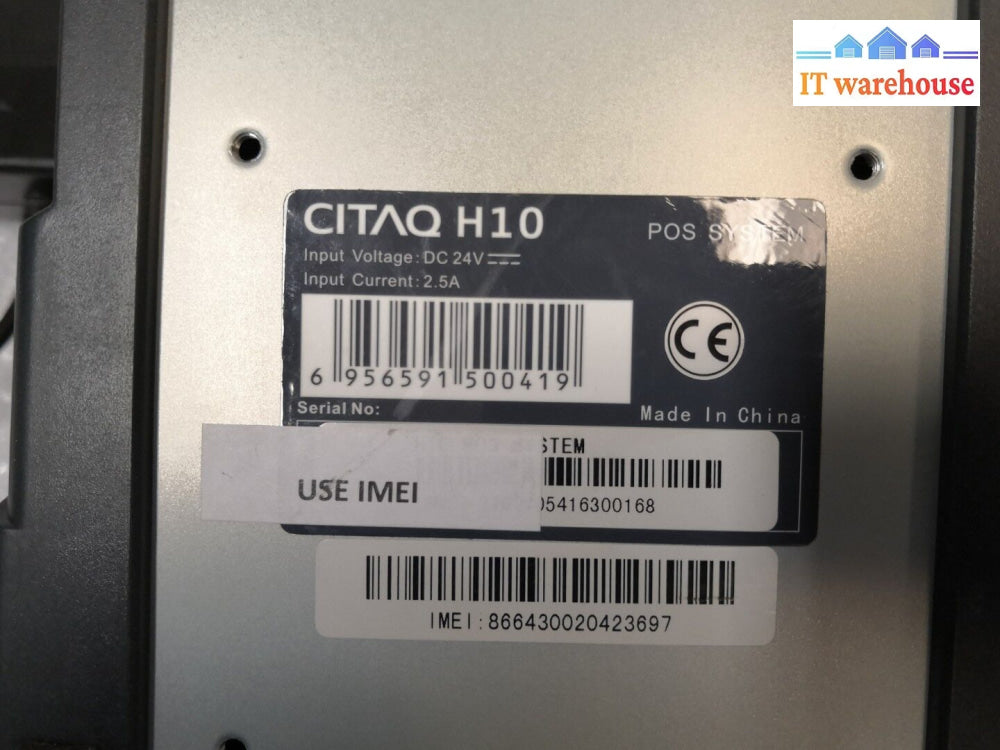 IT warehouse
CITAQ H10
POS SYSTEM
Input Voltage: DC 24V
Input Current: 2.5A
6 956591 500419
CE
Serial No:
Made In China
STEM
USE IMEI
05416300168
IMEI:866430020423697